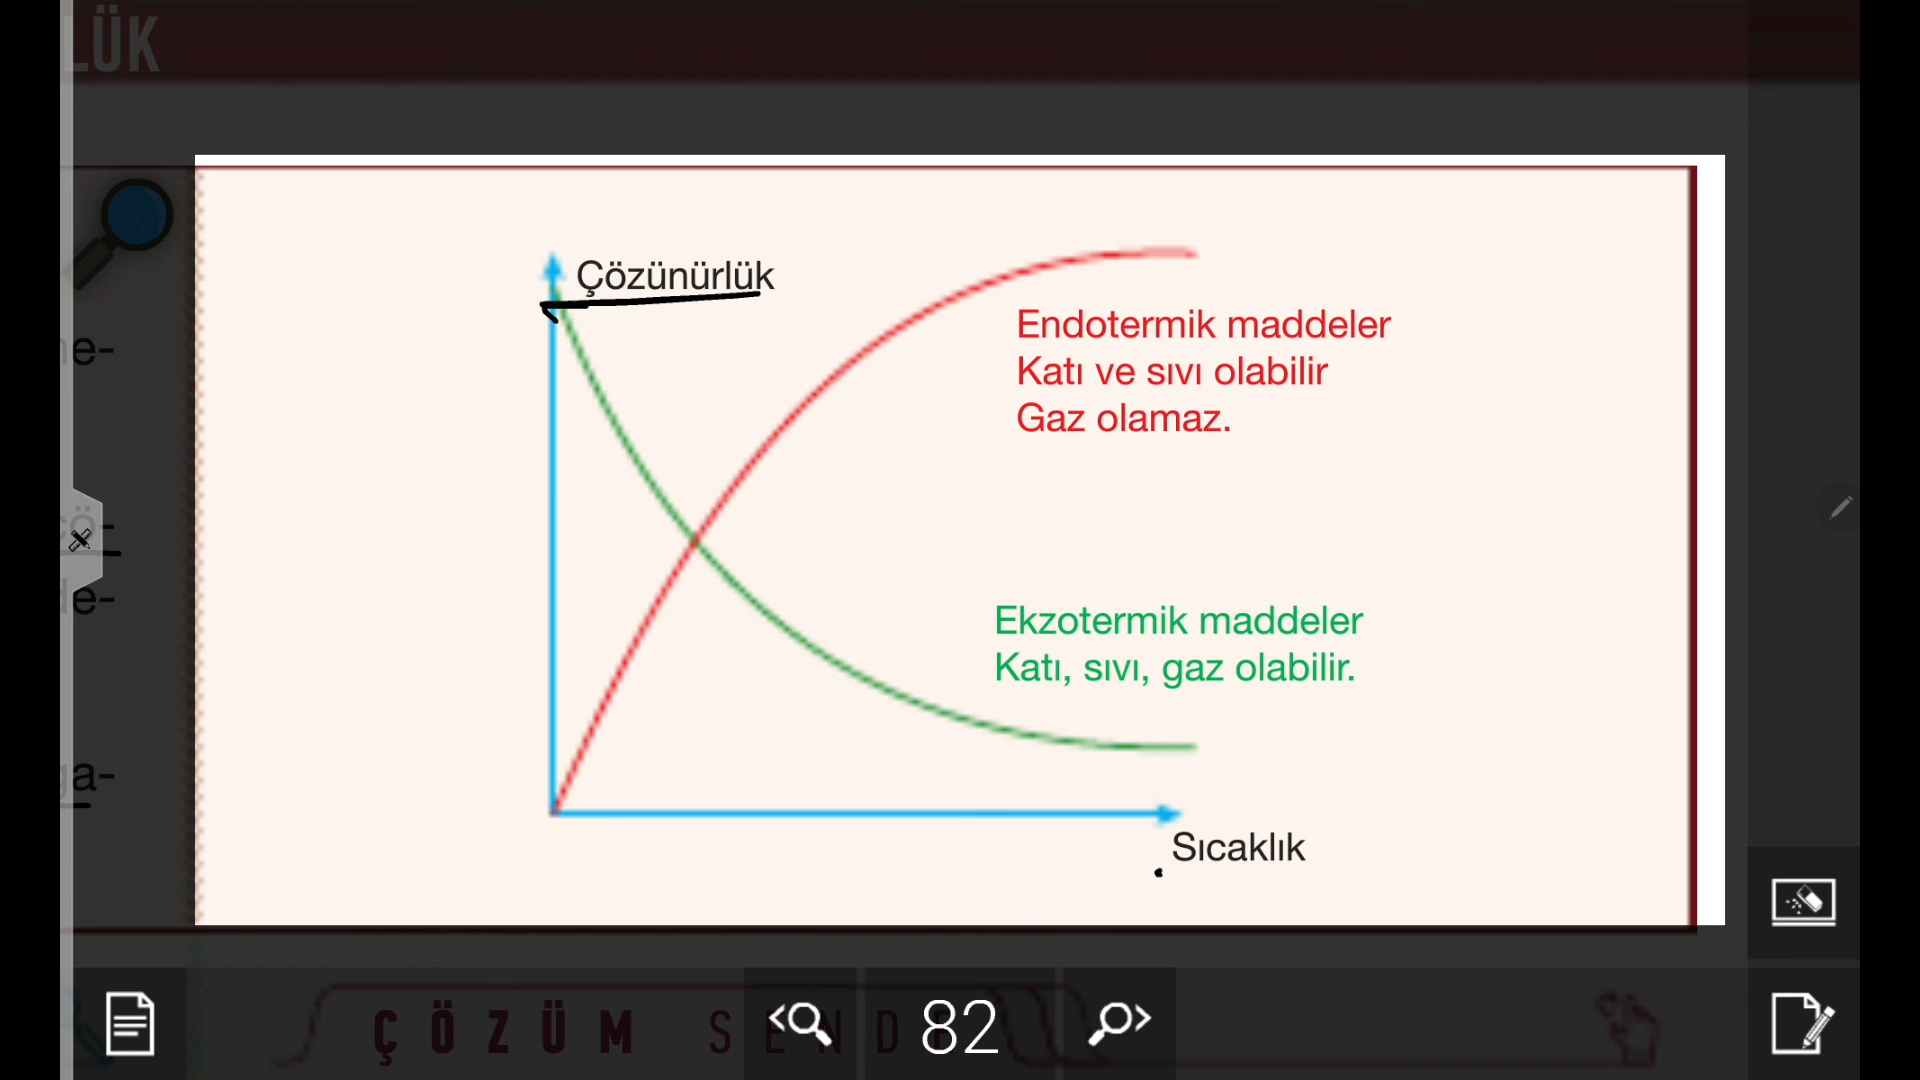 LÜK
Çözünürlük
Endotermik maddeler
Katı ve sıvı olabilir
Gaz olamaz.
Ekzotermik maddeler
Katı, sıvı, gaz olabilir.
Sıcaklık
e-
de-
a-
ÇÖZÜM
82